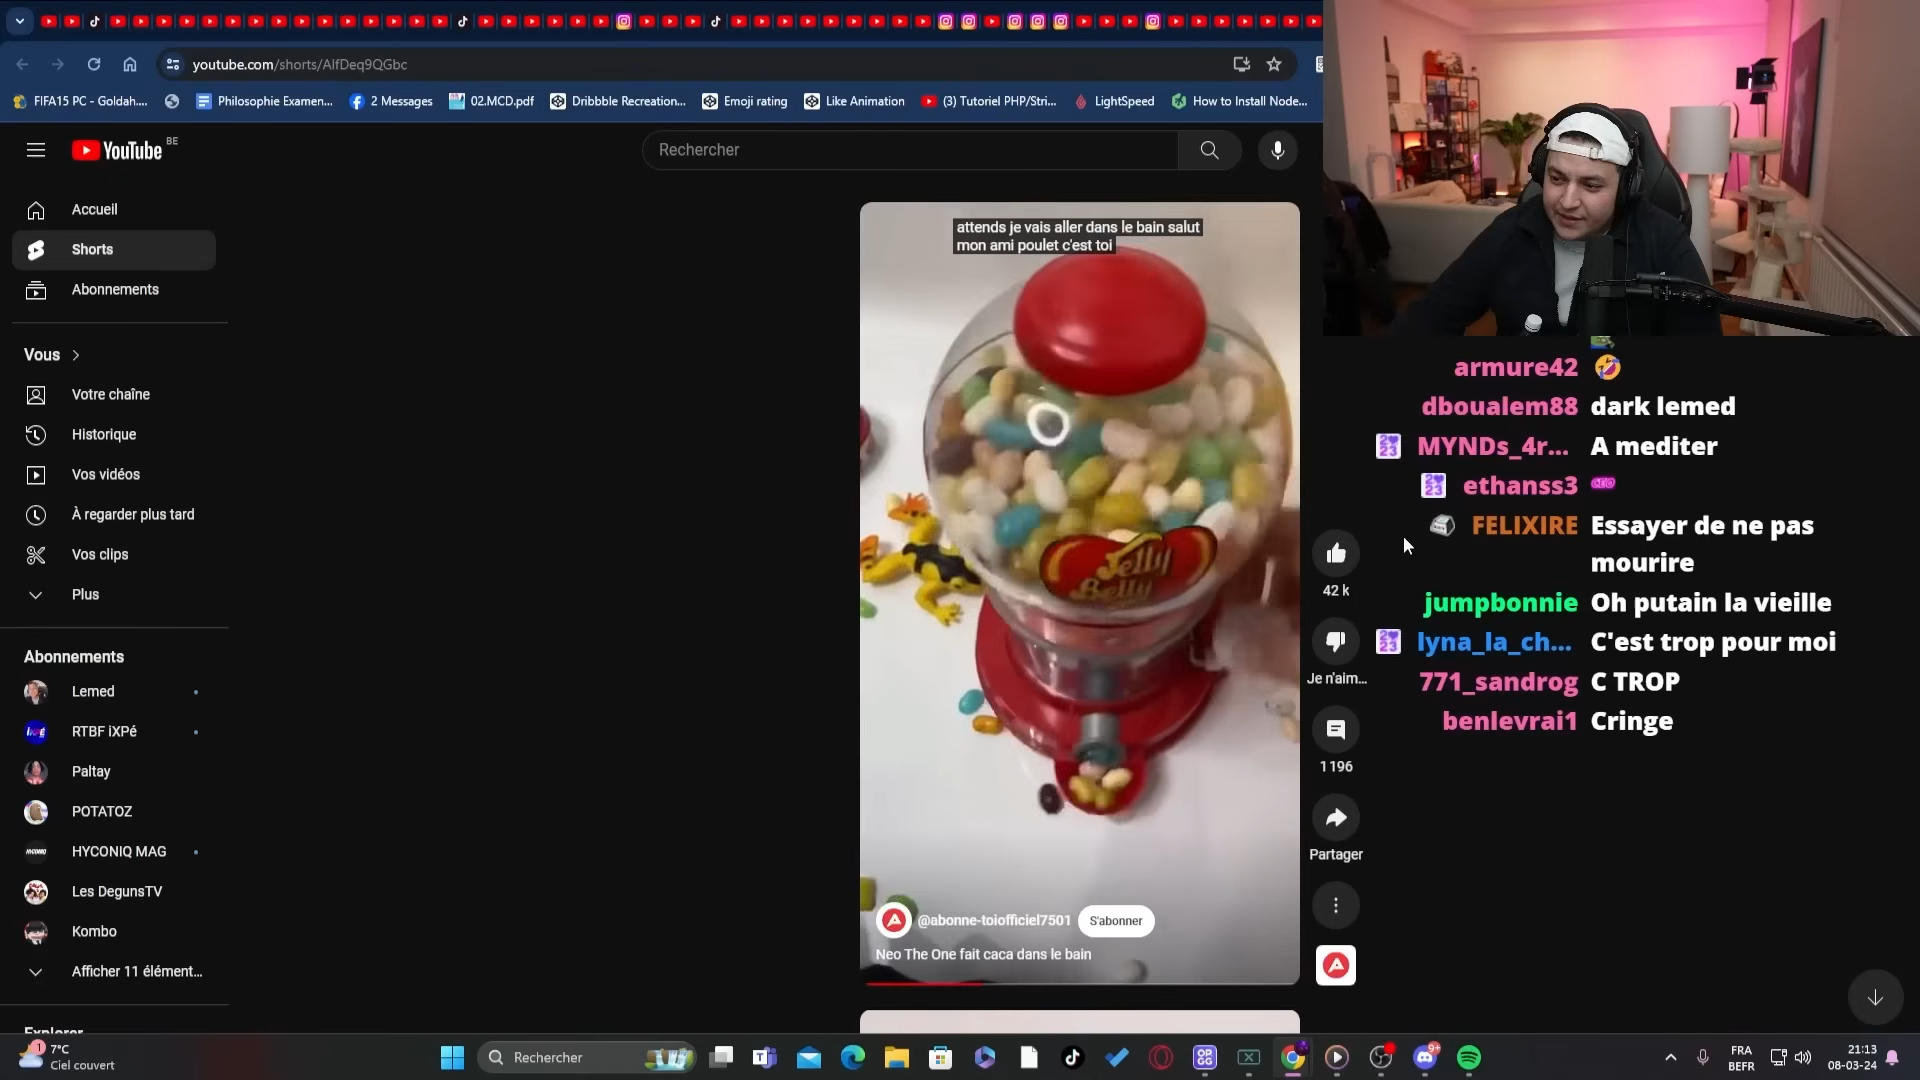 youtube.com/shorts/AlfDeq9QGbc
FIFA15 PC - Goldah....
Philosophie Examen...
2 Messages
02.MCD.pdf
Dribbble Recreation...
Emoji rating
Like Animation
(3) Tutoriel PHP/Stri...
LightSpeed
How to Install Node...
YouTube BE
Rechercher
Accueil
Shorts
Abonnements
Vous
Votre chaîne
Historique
Vos vidéos
À regarder plus tard
Vos clips
Plus
Abonnements
Lemed
RTBF iXPé
Paltay
POTATOZ
HYCONIQ MAG
Les DegunsTV
Kombo
Afficher 11 élément...
Explorer
attends je vais aller dans le bain salut
mon ami poulet c'est toi
Jelly
Belly
@abonne-toiofficiel7501 S'abonner
Neo The One fait caca dans le bain
42 k
Je n'aim...
1 196
Partager
armure42
dboualem88 dark lemed
MYNDs_4r... A mediter
ethanss3
FELIXIRE Essayer de ne pas
mourire
jumpbonnie Oh putain la vieille
lyna_la_ch... C'est trop pour moi
771_sandrog C TROP
benlevrai1 Cringe
1
7°C
Ciel couvert
Rechercher
OP
GG
9+
FRA
BEFR
21:13
08-03-24